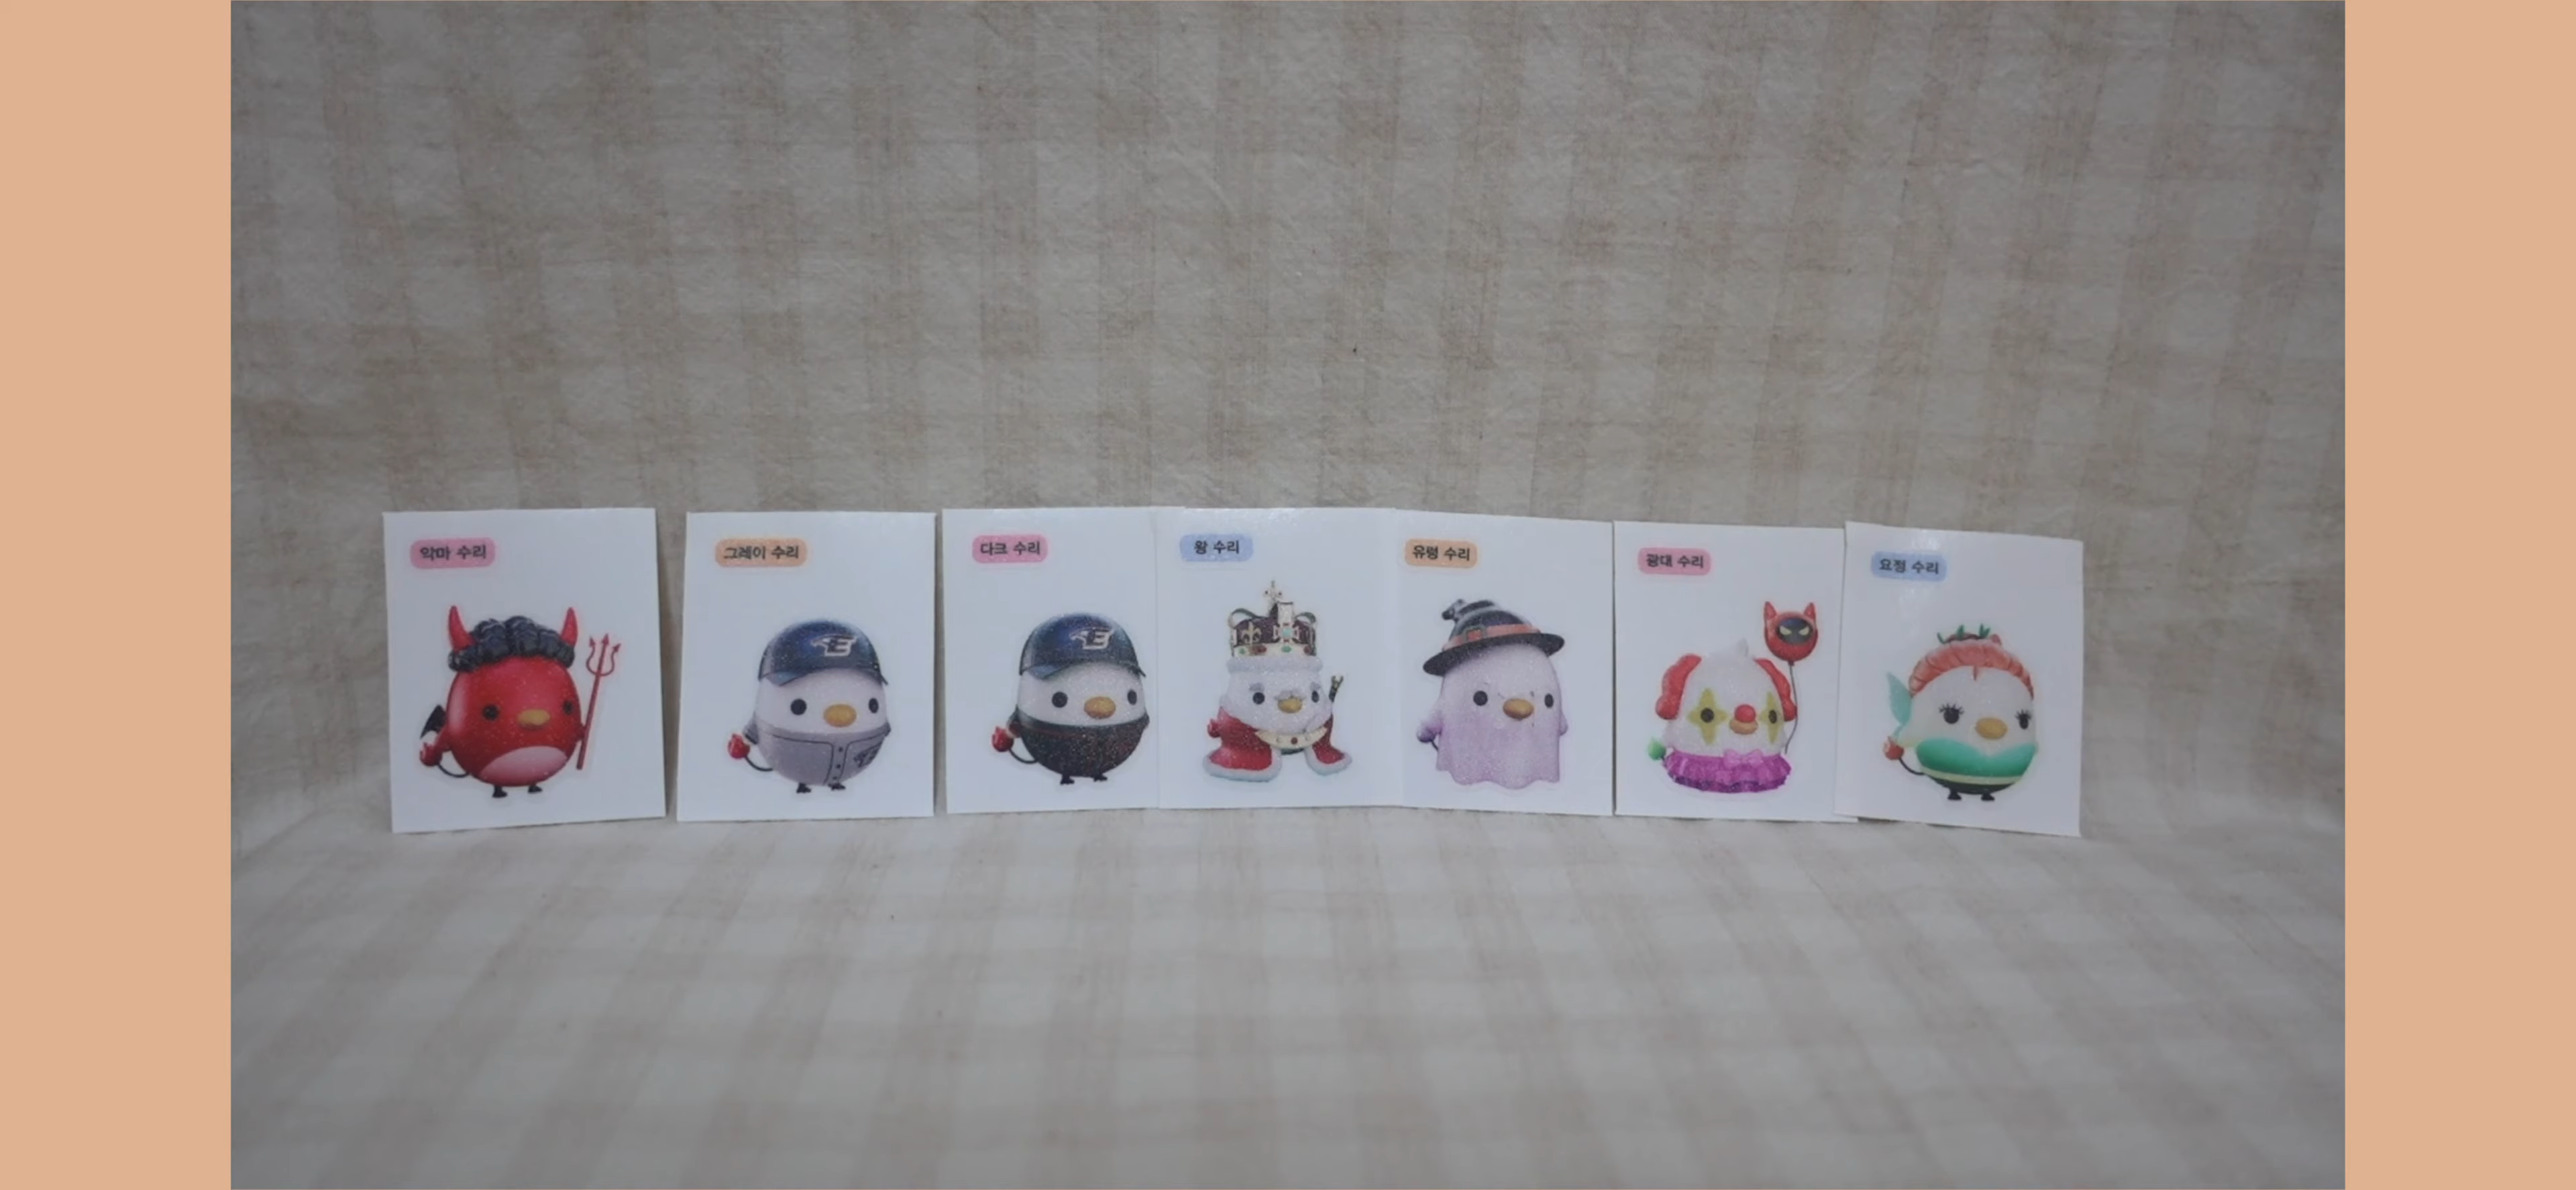 악마 수리
그레이 수리
다크 수리
왕 수리
유령 수리
광대 수리
요정 수리